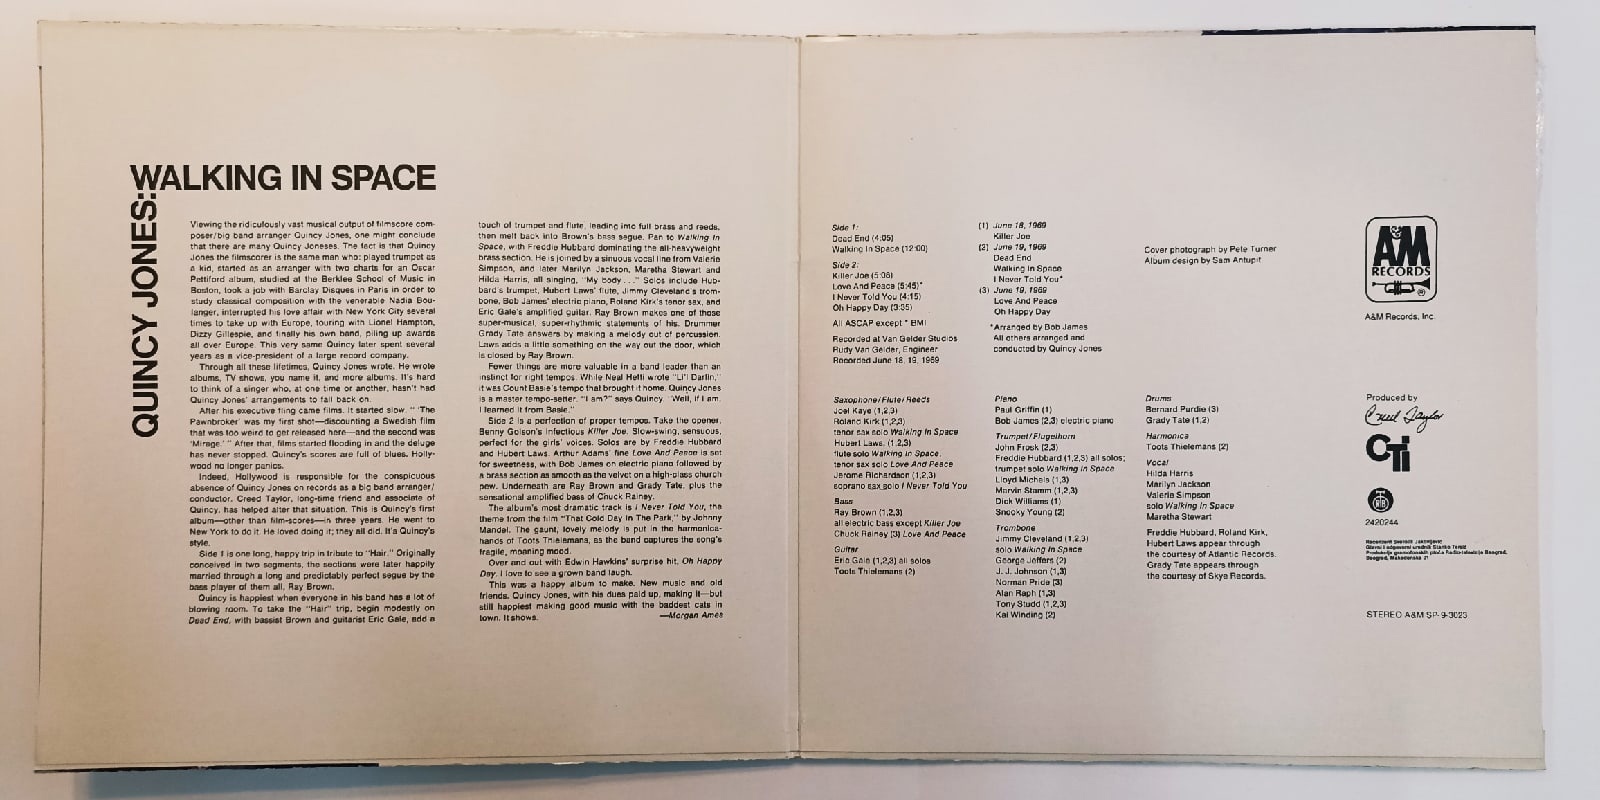 WALKING IN SPACE
QUINCY JONES:
Viewing the ridiculously vast musical output of filmscore com-
poser/big band arranger Quincy Jones, one might conclude
that there are many Quincy Joneses. The fact is that Quincy
Jones the filmscorer is the same man who: played trumpet as
a kid, started as an arranger with two charts for an Oscar
Pettiford album, studied at the Berklee School of Music in
Boston, took a job with Barclay Disques in Paris in order to
study classical composition with the venerable Nadia Bou-
langer, interrupted his love affair with New York City several
times to take up with Europe, touring with Lionel Hampton,
Dizzy Gillespie, and finally his own band, piling up awards
all over Europe. This very same Quincy later spent several
years as a vice-president of a large record company.
Through all these lifetimes, Quincy Jones wrote. He wrote
albums, TV shows, you name it, and more albums. It's hard
to think of a singer who, at one time or another, hasn't had
Quincy Jones' arrangements to fall back on.
After his executive fling came films. It started slow. " 'The
Pawnbroker' was my first shot—discounting a Swedish film
that was too weird to get released here—and the second was
'Mirage.' " After that, films started flooding in and the deluge
has never stopped. Quincy's scores are full of blues. Holly-
wood no longer panics.
Indeed, Hollywood is responsible for the conspicuous
absence of Quincy Jones on records as a big band arranger/
conductor. Creed Taylor, long-time friend and associate of
Quincy, has helped alter that situation. This is Quincy's first
album—other than film-scores—in three years. He went to
New York to do it. He loved doing it; they all did. It's Quincy's
style.
Side 1 is one long, happy trip in tribute to "Hair." Originally
conceived in two segments, the sections were later happily
married through a long and predictably perfect segue by the
bass player of them all, Ray Brown.
Quincy is happiest when everyone in his band has a lot of
blowing room. To take the "Hair" trip, begin modestly on
Dead End, with bassist Brown and guitarist Eric Gale, add a
touch of trumpet and flute, leading into full brass and reeds,
then melt back into Brown's bass segue. Pan to Walking In
Space, with Freddie Hubbard dominating the all-heavyweight
brass section. He is joined by a sinuous vocal line from Valerie
Simpson, and later Marilyn Jackson, Maretha Stewart and
Hilda Harris, all singing, "My body . . ." Solos include Hub-
bard's trumpet, Hubert Laws' flute, Jimmy Cleveland's trom-
bone, Bob James' electric piano, Roland Kirk's tenor sax, and
Eric Gale's amplified guitar. Ray Brown makes one of those
super-musical, super-rhythmic statements of his. Drummer
Grady Tate answers by making a melody out of percussion.
Laws adds a little something on the way out the door, which
is closed by Ray Brown.
Fewer things are more valuable in a band leader than an
instinct for right tempos. While Neal Hefti wrote "Li'l Darlin,"
it was Count Basie's tempo that brought it home. Quincy Jones
is a master tempo-setter. "I am?" says Quincy. "Well, if I am,
I learned it from Basie."
Side 2 is a perfection of proper tempos. Take the opener,
Benny Golson's infectious Killer Joe. Slow-swing, sensuous,
perfect for the girls' voices. Solos are by Freddie Hubbard
and Hubert Laws. Arthur Adams' fine Love And Peace is set
for sweetness, with Bob James on electric piano followed by
a brass section as smooth as the velvet on a high-glass church
pew. Underneath are Ray Brown and Grady Tate, plus the
sensational amplified bass of Chuck Rainey.
The album's most dramatic track is I Never Told You, the
theme from the film "That Cold Day In The Park," by Johnny
Mandel. The gaunt, lovely melody is put in the harmonica-
hands of Toots Thielemans, as the band captures the song's
fragile, moaning mood.
Over and out with Edwin Hawkins' surprise hit, Oh Happy
Day. I love to see a grown band laugh.
This was a happy album to make. New music and old
friends. Quincy Jones, with his dues paid up, making it—but
still happiest making good music with the baddest cats in
town. It shows. —Morgan Ames
Side 1:
Dead End (4:05)
Walking In Space (12:00)
Side 2:
Killer Joe (5:08)
Love And Peace (5:45)*
I Never Told You (4:15)
Oh Happy Day (3:35)
All ASCAP except * BMI
Recorded at Van Gelder Studios
Rudy Van Gelder, Engineer
Recorded June 18, 19, 1969
(1) June 18, 1969
Killer Joe
(2) June 19, 1969
Dead End
Walking In Space
I Never Told You*
(3) June 19, 1969
Love And Peace
Oh Happy Day
*Arranged by Bob James
All others arranged and
conducted by Quincy Jones
Cover photograph by Pete Turner
Album design by Sam Antupit
A&M
RECORDS
®
A&M Records, Inc.
Saxophone/Flute/Reeds
Joel Kaye (1,2,3)
Roland Kirk (1,2,3)
tenor sax solo Walking In Space
Hubert Laws, (1,2,3)
flute solo Walking In Space,
tenor sax solo Love And Peace
Jerome Richardson (1,2,3)
soprano sax solo I Never Told You
Bass
Ray Brown (1,2,3)
all electric bass except Killer Joe
Chuck Rainey (3) Love And Peace
Guitar
Eric Gale (1,2,3) all solos
Toots Thielemans (2)
Piano
Paul Griffin (1)
Bob James (2,3) electric piano
Trumpet/Flugelhorn
John Frosk (2,3)
Freddie Hubbard (1,2,3) all solos;
trumpet solo Walking In Space
Lloyd Michels (1,3)
Marvin Stamm (1,2,3)
Dick Williams (1)
Snooky Young (2)
Trombone
Jimmy Cleveland (1,2,3)
solo Walking In Space
George Jeffers (2)
J. J. Johnson (1,3)
Norman Pride (3)
Alan Raph (1,3)
Tony Studd (1,2,3)
Kai Winding (2)
Drums
Bernard Purdie (3)
Grady Tate (1,2)
Harmonica
Toots Thielemans (2)
Vocal
Hilda Harris
Marilyn Jackson
Valerie Simpson
solo Walking In Space
Maretha Stewart
Freddie Hubbard, Roland Kirk,
Hubert Laws appear through
the courtesy of Atlantic Records.
Grady Tate appears through
the courtesy of Skye Records.
Produced by
Creed Taylor
CTi
RTB
2420244
Beograd, Makedonska 21
STEREO A&M SP-9-3023